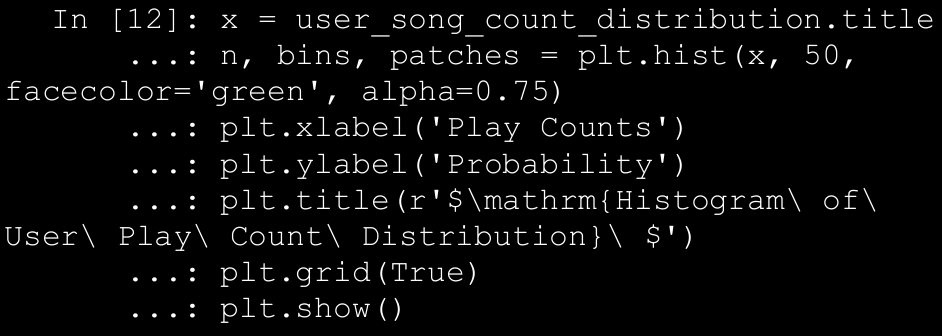 In [12]: x = user_song_count_distribution.title
...: n, bins, patches = plt.hist(x, 50,
facecolor='green', alpha=0.75)
...: plt.xlabel('Play Counts')
...: plt.ylabel('Probability')
...: plt.title(r'$\mathrm{Histogram\ of\
User\ Play\ Count\ Distribution}\ $')
...: plt.grid(True)
...: plt.show()